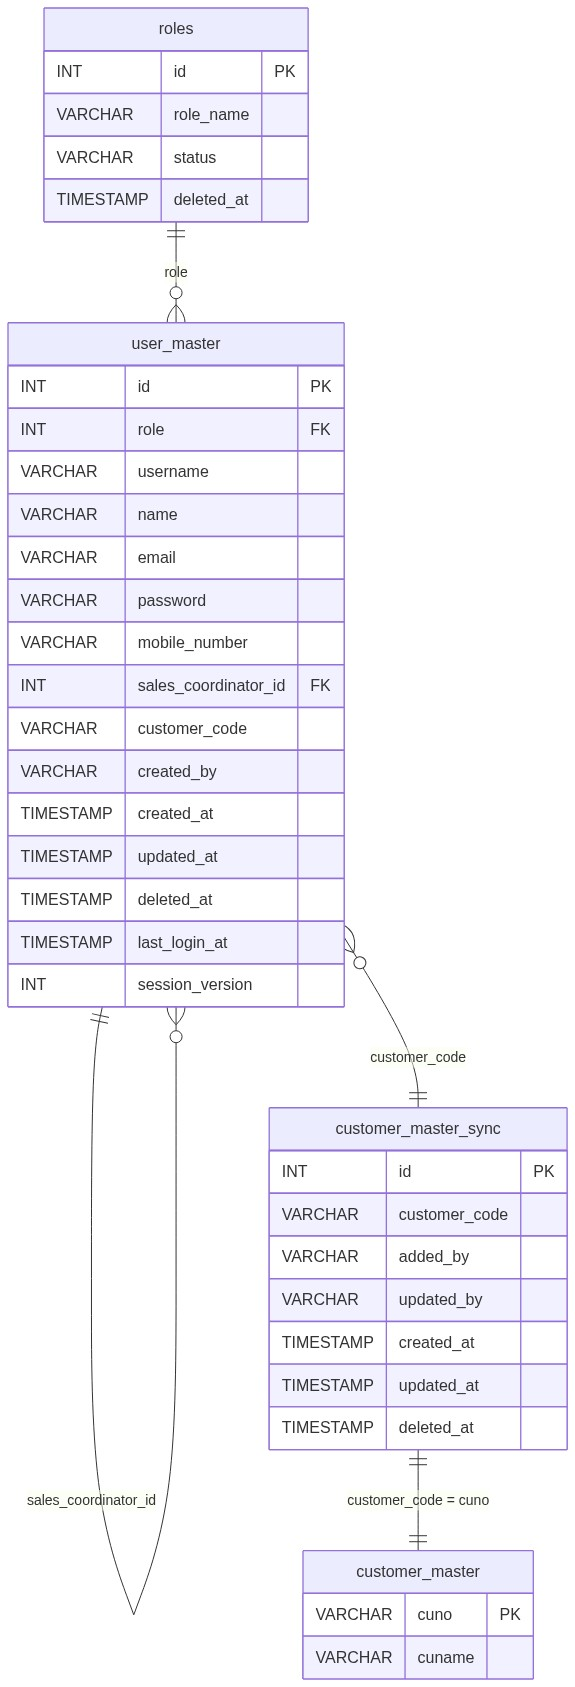 roles
INT id PK
VARCHAR role_name
VARCHAR status
TIMESTAMP deleted_at
role
user_master
INT id PK
INT role FK
VARCHAR username
VARCHAR name
VARCHAR email
VARCHAR password
VARCHAR mobile_number
INT sales_coordinator_id FK
VARCHAR customer_code
VARCHAR created_by
TIMESTAMP created_at
TIMESTAMP updated_at
TIMESTAMP deleted_at
TIMESTAMP last_login_at
INT session_version
customer_code
customer_master_sync
INT id PK
VARCHAR customer_code
VARCHAR added_by
VARCHAR updated_by
TIMESTAMP created_at
TIMESTAMP updated_at
TIMESTAMP deleted_at
sales_coordinator_id
customer_code = cuno
customer_master
VARCHAR cuno PK
VARCHAR cuname